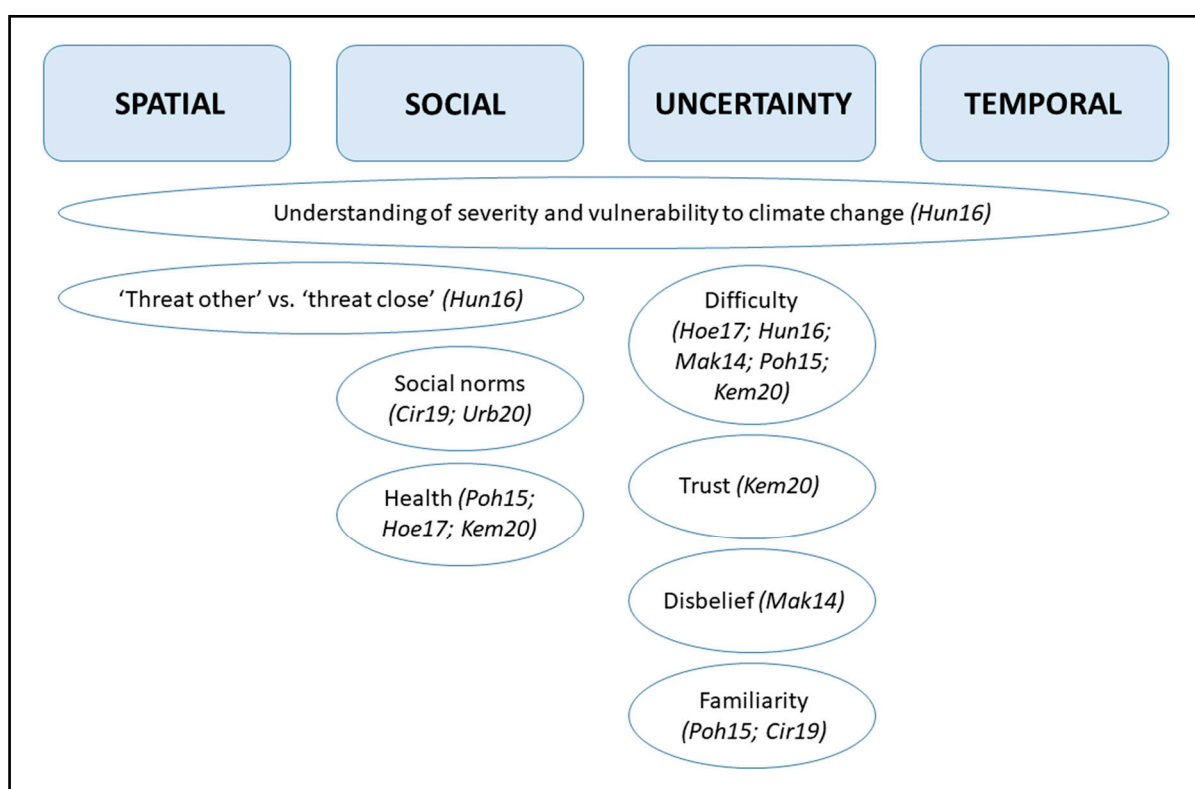 SPATIAL
SOCIAL
UNCERTAINTY
TEMPORAL
Understanding of severity and vulnerability to climate change (Hun16)
‘Threat other’ vs. ‘threat close’ (Hun16)
Difficulty
(Hoe17; Hun16;
Mak14; Poh15;
Kem20)
Social norms
(Cir19; Urb20)
Health (Poh15;
Hoe17; Kem20)
Trust (Kem20)
Disbelief (Mak14)
Familiarity
(Poh15; Cir19)